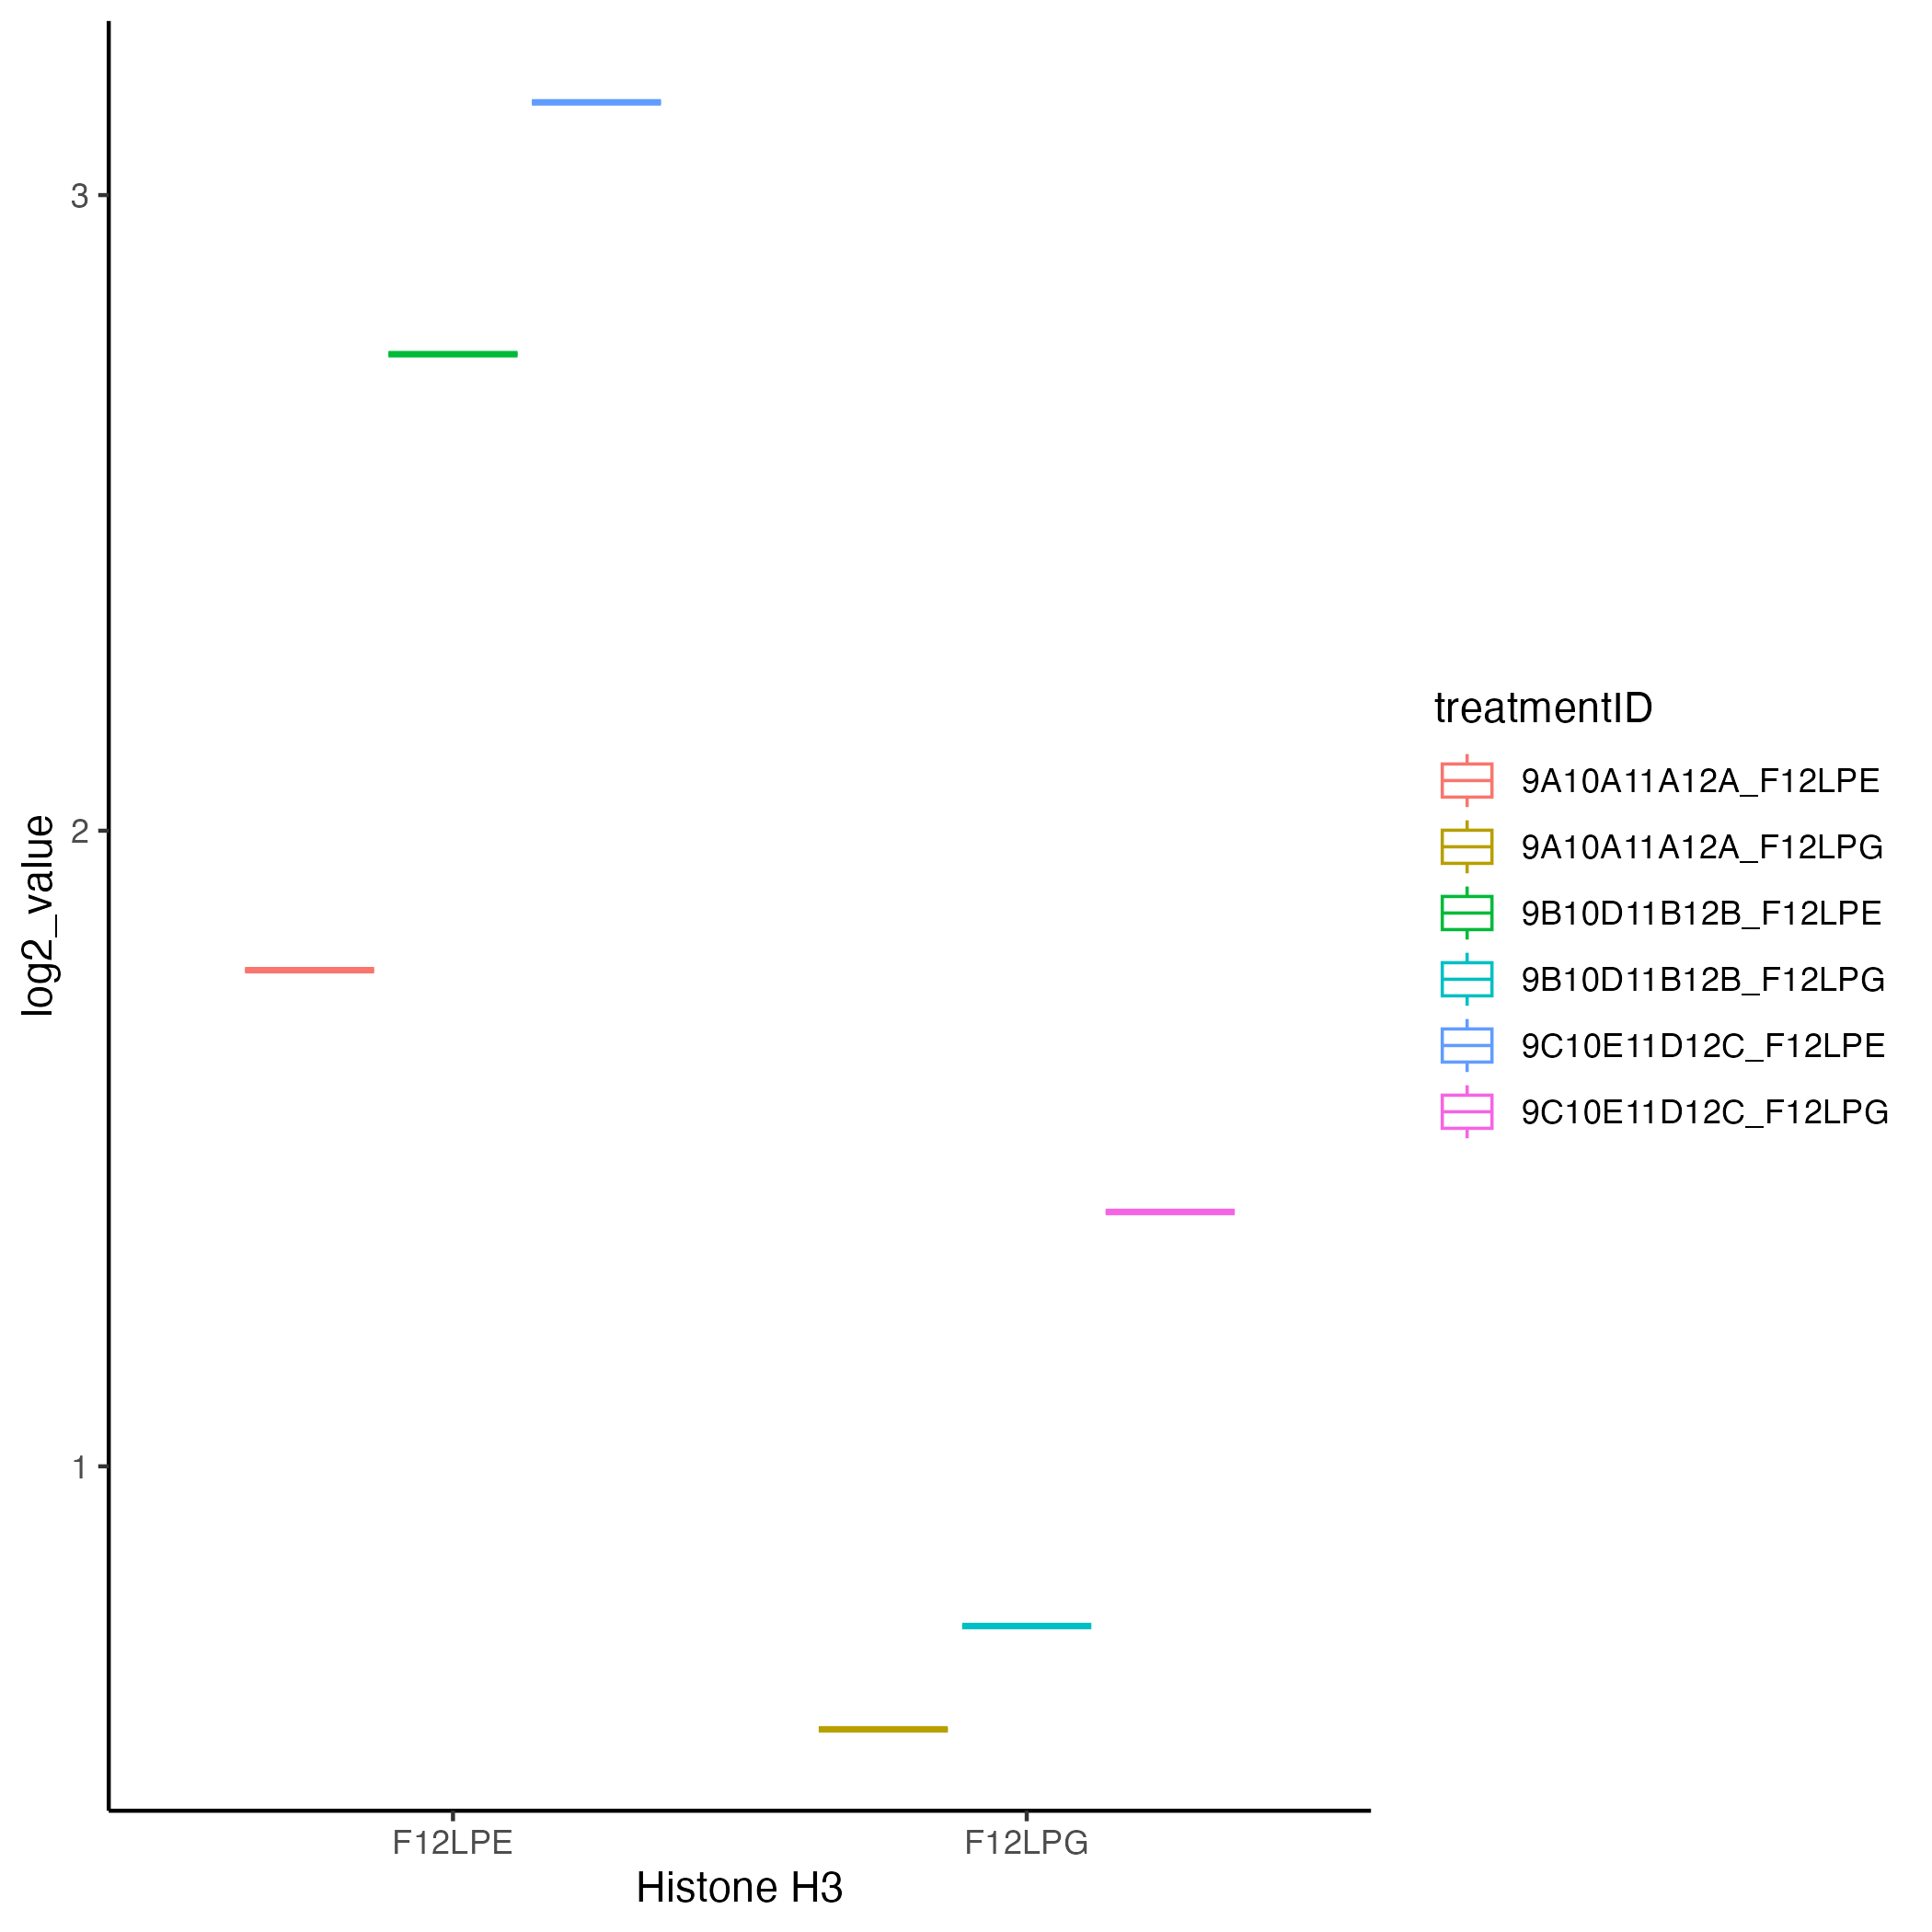 3
2
1
log2_value
F12LPE
F12LPG
Histone H3
treatmentID
9A10A11A12A_F12LPE
9A10A11A12A_F12LPG
9B10D11B12B_F12LPE
9B10D11B12B_F12LPG
9C10E11D12C_F12LPE
9C10E11D12C_F12LPG